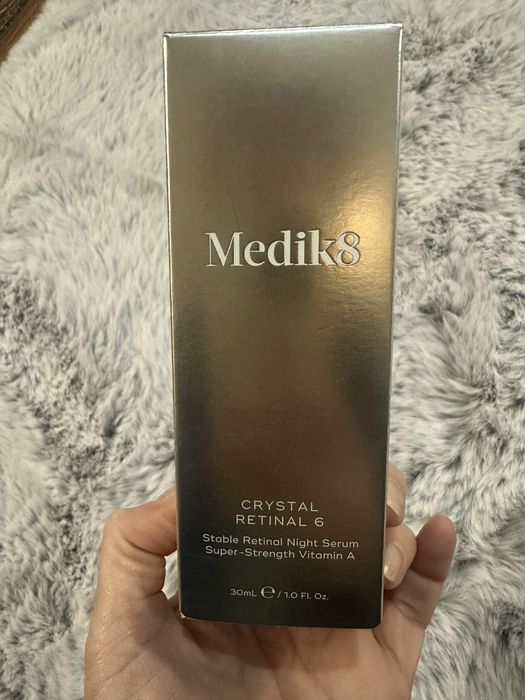 Medik8
CRYSTAL
RETINAL 6
Stable Retinal Night Serum
Super-Strength Vitamin A
30mL ℮ / 1.0 Fl. Oz.